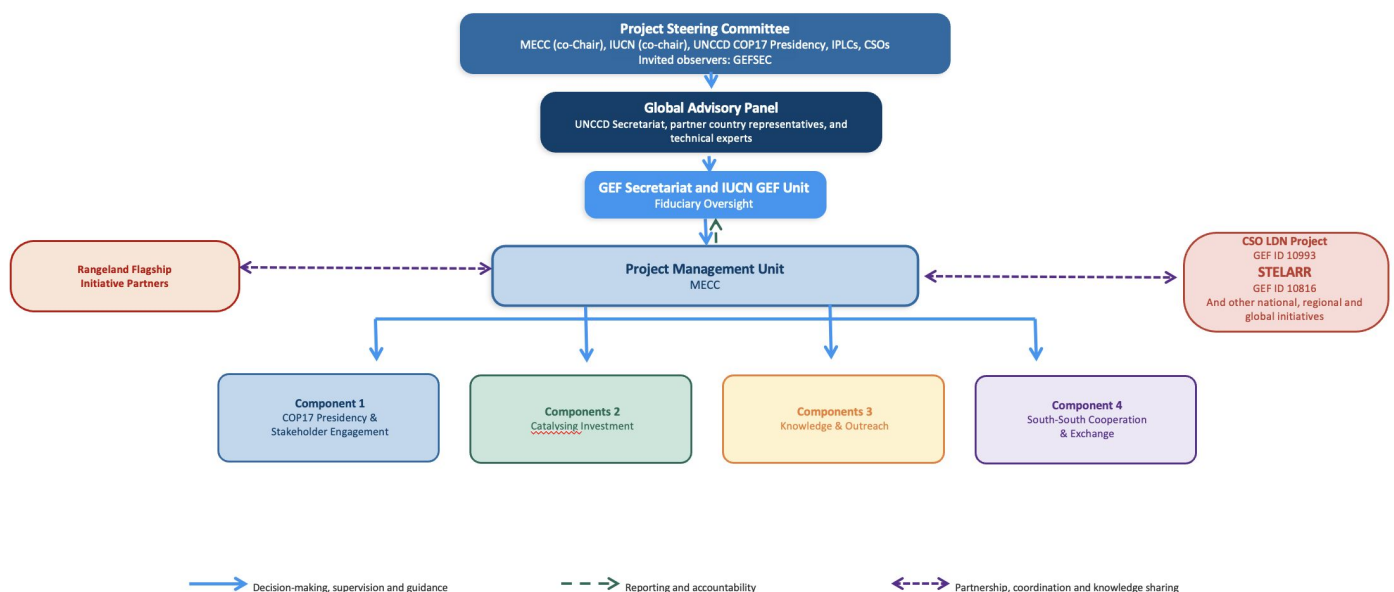 Project Steering Committee
MECC (co-Chair), IUCN (co-chair), UNCCD COP17 Presidency, IPLCs, CSOs
Invited observers: GEFSEC
Global Advisory Panel
UNCCD Secretariat, partner country representatives, and
technical experts
GEF Secretariat and IUCN GEF Unit
Fiduciary Oversight
Rangeland Flagship
Initiative Partners
Project Management Unit
MECC
CSO LDN Project
GEF ID 10993
STELARR
GEF ID 10816
And other national, regional and
global initiatives
Component 1
COP17 Presidency &
Stakeholder Engagement
Components 2
Catalysing Investment
Components 3
Knowledge & Outreach
Component 4
South-South Cooperation
& Exchange
Decision-making, supervision and guidance
Reporting and accountability
Partnership, coordination and knowledge sharing